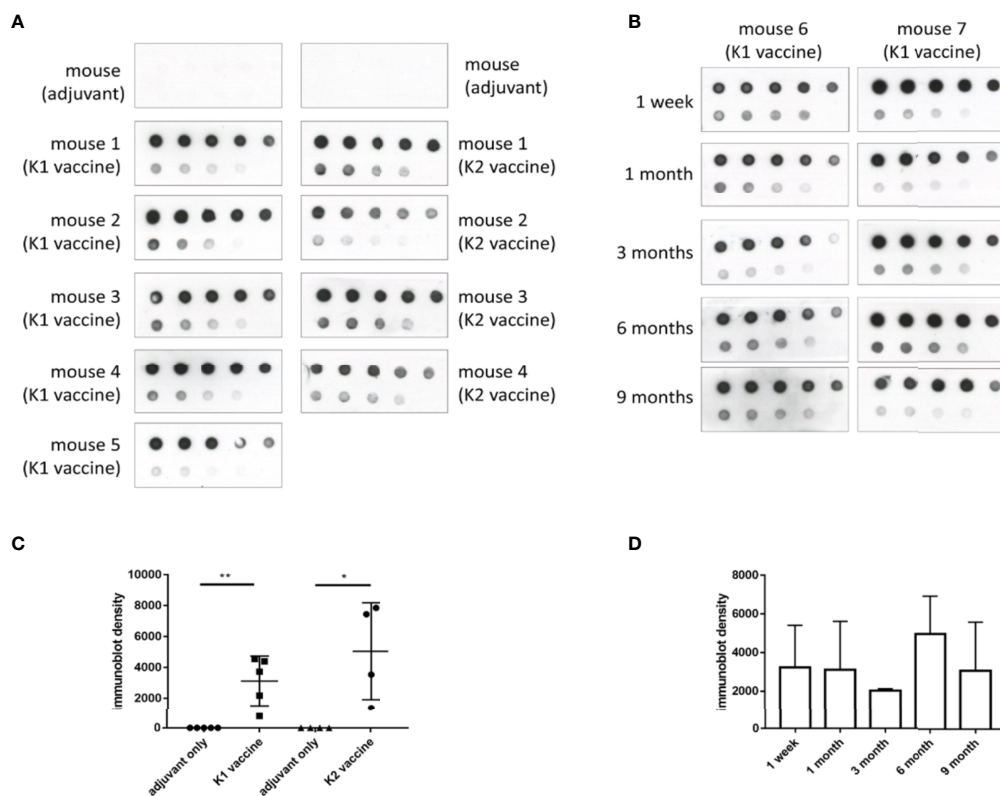 A
mouse
(adjuvant)
mouse
(adjuvant)
mouse 1
(K1 vaccine)
mouse 1
(K2 vaccine)
mouse 2
(K1 vaccine)
mouse 2
(K2 vaccine)
mouse 3
(K1 vaccine)
mouse 3
(K2 vaccine)
mouse 4
(K1 vaccine)
mouse 4
(K2 vaccine)
mouse 5
(K1 vaccine)
B
mouse 6
(K1 vaccine)
mouse 7
(K1 vaccine)
1 week
1 month
3 months
6 months
9 months
C
immunoblot density
10000
8000
6000
4000
2000
0
**
*
adjuvant only
K1 vaccine
adjuvant only
K2 vaccine
D
immunoblot density
8000
6000
4000
2000
0
1 week
1 month
3 month
6 month
9 month